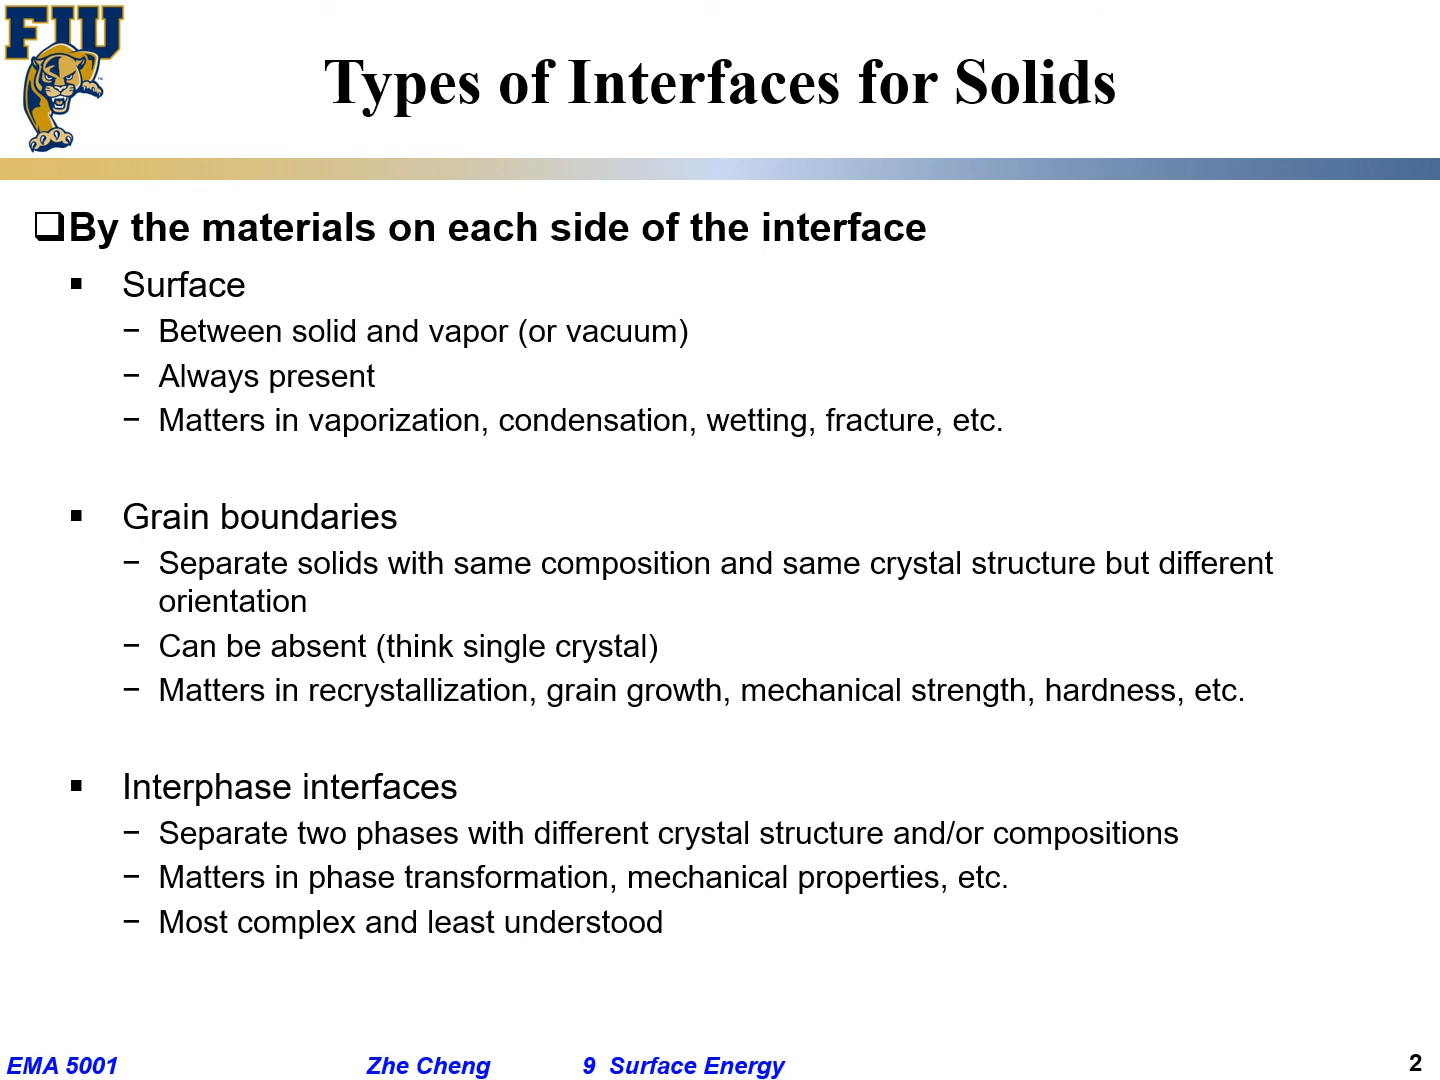 FIU
Types of Interfaces for Solids
❑By the materials on each side of the interface
▪ Surface
− Between solid and vapor (or vacuum)
− Always present
− Matters in vaporization, condensation, wetting, fracture, etc.
▪ Grain boundaries
− Separate solids with same composition and same crystal structure but different
orientation
− Can be absent (think single crystal)
− Matters in recrystallization, grain growth, mechanical strength, hardness, etc.
▪ Interphase interfaces
− Separate two phases with different crystal structure and/or compositions
− Matters in phase transformation, mechanical properties, etc.
− Most complex and least understood
EMA 5001 Zhe Cheng 9 Surface Energy 2